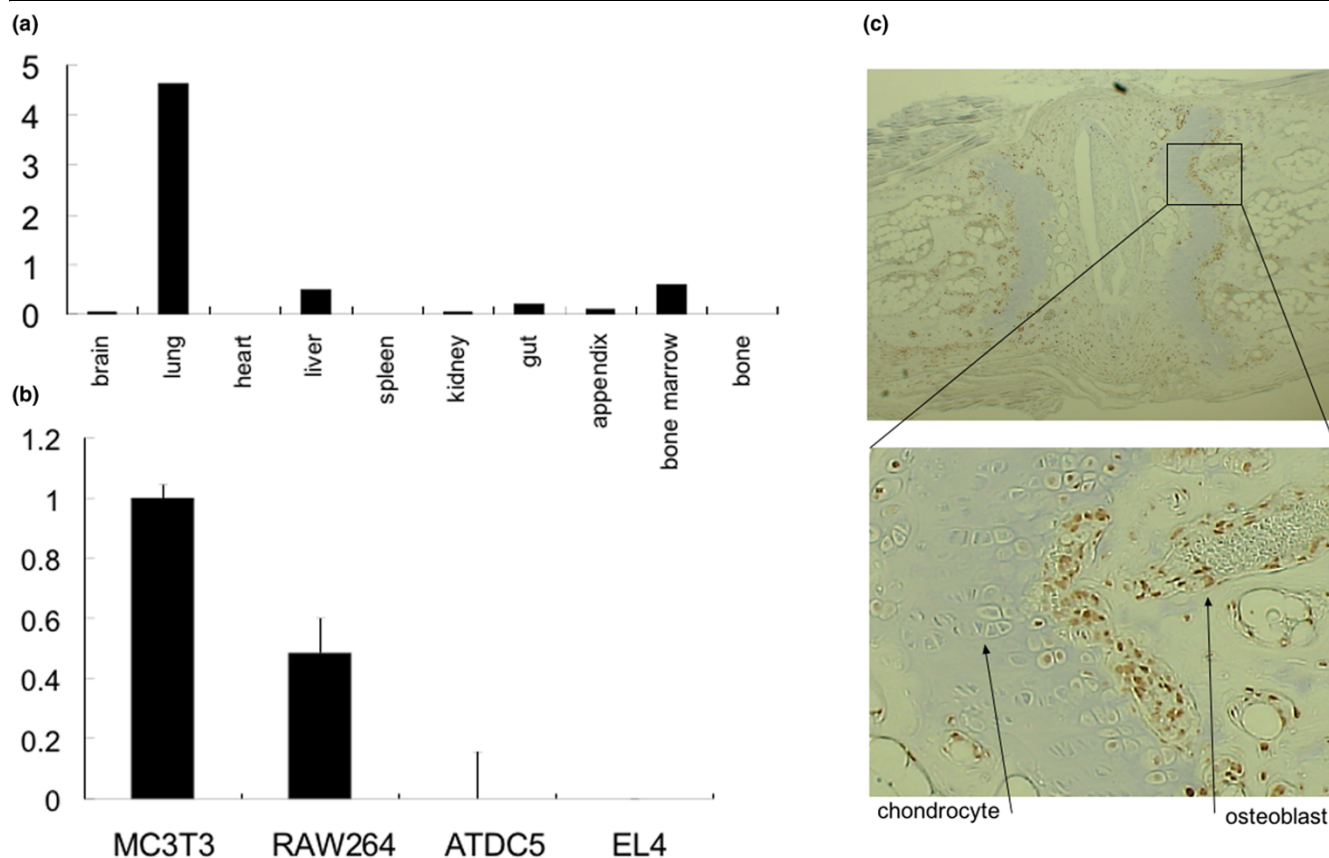 (a)
5
4
3
2
1
0
brain
lung
heart
liver
spleen
kidney
gut
appendix
bone marrow
bone
(b)
1.2
1
0.8
0.6
0.4
0.2
0
MC3T3
RAW264
ATDC5
EL4
(c)
chondrocyte
osteoblast